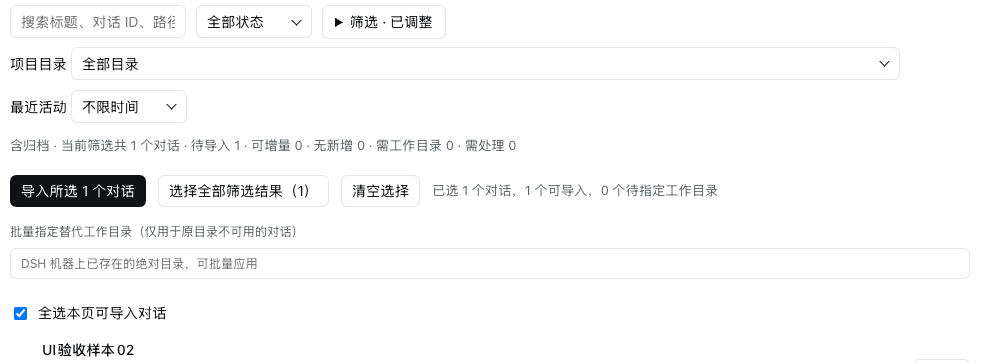 搜索标题、对话 ID、路径 全部状态 ▶ 筛选 · 已调整
项目目录 全部目录
最近活动 不限时间
含归档 · 当前筛选共 1 个对话 · 待导入 1 · 可增量 0 · 无新增 0 · 需工作目录 0 · 需处理 0
导入所选 1 个对话 选择全部筛选结果（1） 清空选择 已选 1 个对话，1 个可导入，0 个待指定工作目录
批量指定替代工作目录（仅用于原目录不可用的对话）
DSH 机器上已存在的绝对目录，可批量应用
全选本页可导入对话
UI验收样本 02